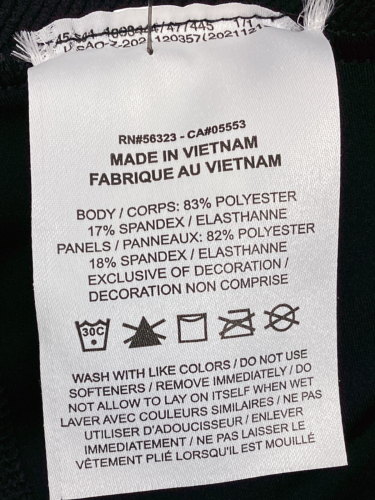 1/1
RN#56323 - CA#05553
MADE IN VIETNAM
FABRIQUE AU VIETNAM
BODY / CORPS: 83% POLYESTER
17% SPANDEX / ELASTHANNE
PANELS / PANNEAUX: 82% POLYESTER
18% SPANDEX / ELASTHANNE
EXCLUSIVE OF DECORATION /
DECORATION NON COMPRISE
30C
WASH WITH LIKE COLORS / DO NOT USE
SOFTENERS / REMOVE IMMEDIATELY / DO
NOT ALLOW TO LAY ON ITSELF WHEN WET
LAVER AVEC COULEURS SIMILAIRES / NE PAS
UTILISER D'ADOUCISSEUR / ENLEVER
IMMEDIATEMENT / NE PAS LAISSER LE
VÊTEMENT PLIÉ LORSQU'IL EST MOUILLÉ